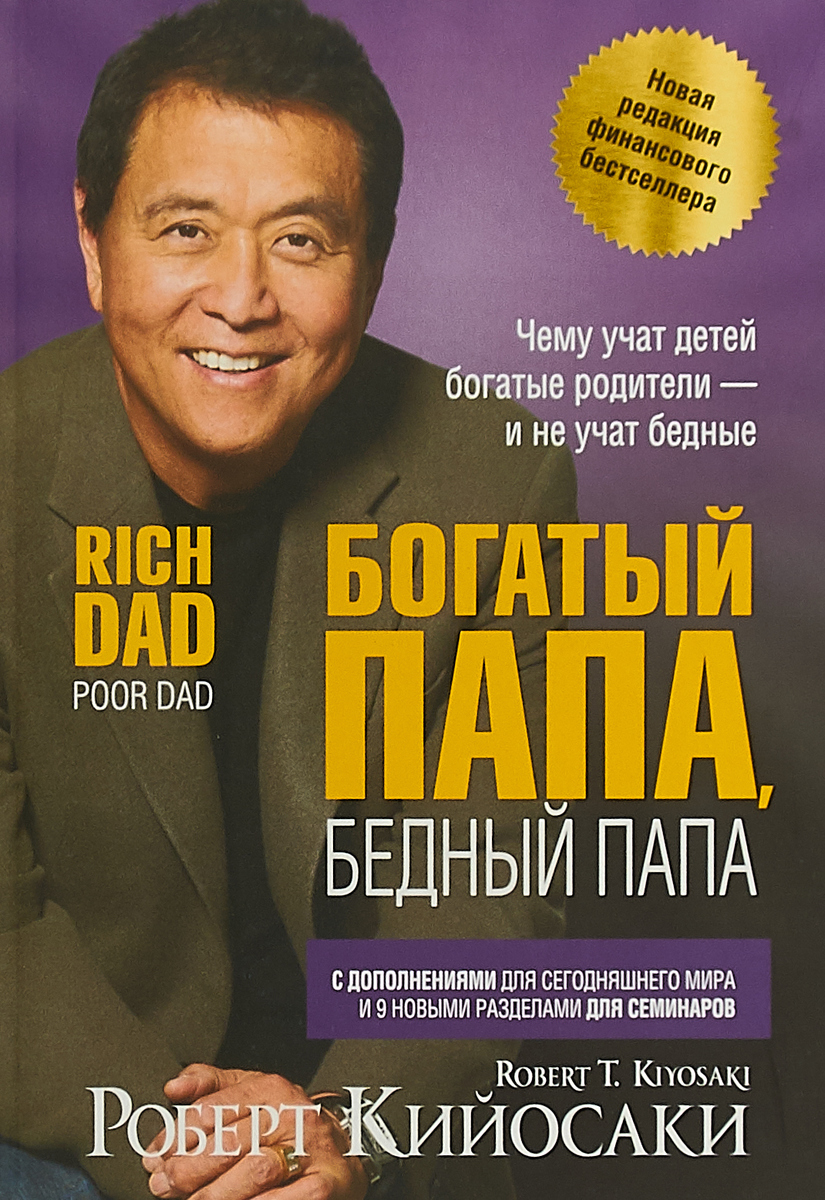 Новая
редакция
финансового
бестселлера
Чему учат детей
богатые родители —
и не учат бедные
RICH
DAD
POOR DAD
БОГАТЫЙ
ПАПА,
БЕДНЫЙ ПАПА
С ДОПОЛНЕНИЯМИ ДЛЯ СЕГОДНЯШНЕГО МИРА
И 9 НОВЫМИ РАЗДЕЛАМИ ДЛЯ СЕМИНАРОВ
ROBERT T. KIYOSAKI
РОБЕРТ КИЙОСАКИ